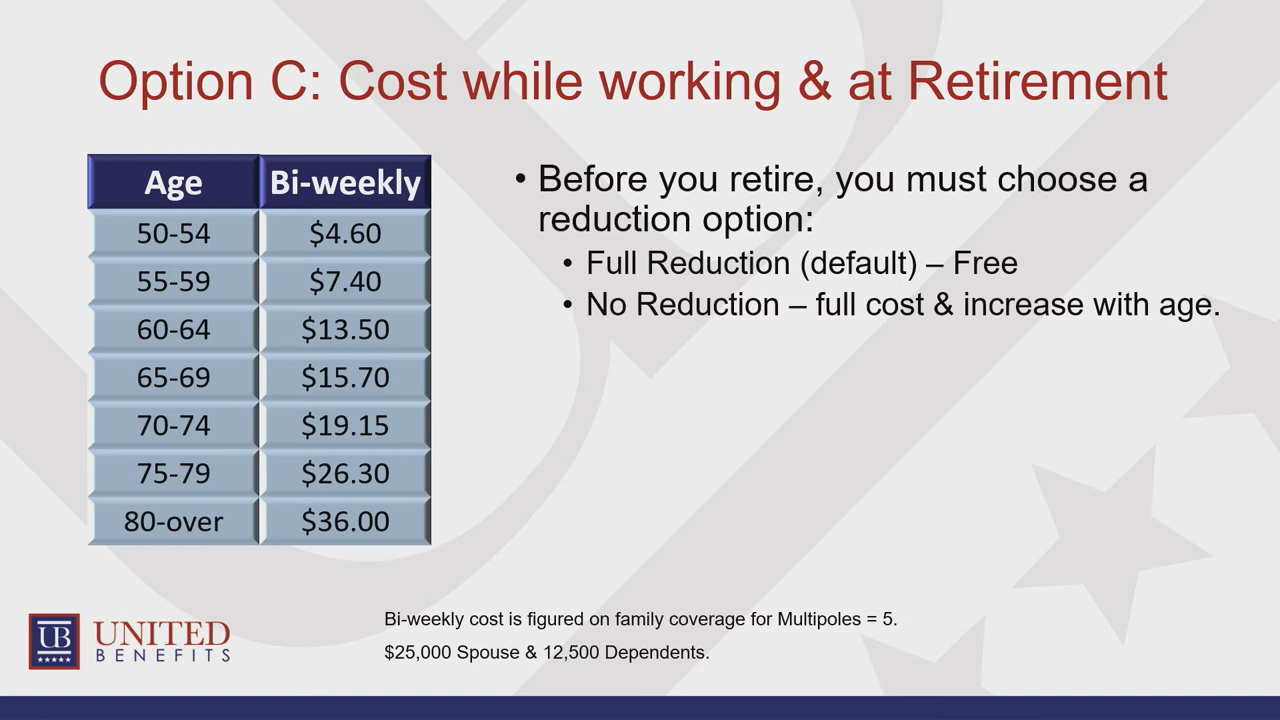 Option C: Cost while working & at Retirement
Age Bi-weekly
50-54 $4.60
55-59 $7.40
60-64 $13.50
65-69 $15.70
70-74 $19.15
75-79 $26.30
80-over $36.00
• Before you retire, you must choose a
reduction option:
• Full Reduction (default) – Free
• No Reduction – full cost & increase with age.
Bi-weekly cost is figured on family coverage for Multipoles = 5.
$25,000 Spouse & 12,500 Dependents.
UB
UNITED
BENEFITS